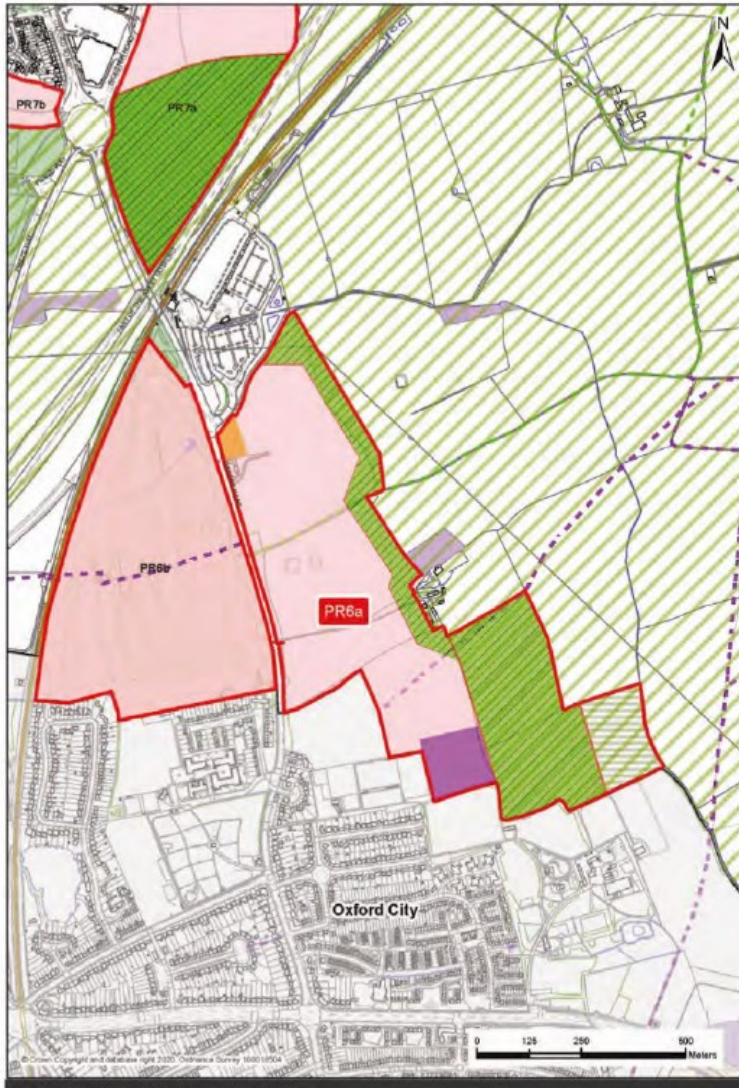 N
PR7b
PR7a
PR6b
PR6a
Oxford City
0 125 250 500
Meters
© Crown Copyright and database right 2020. Ordnance Survey 100018504